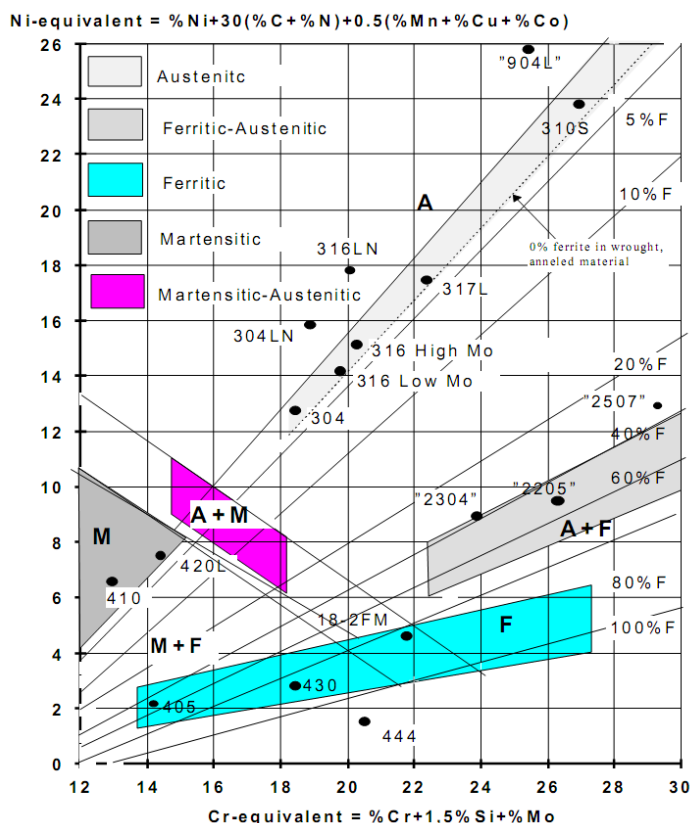 Ni-equivalent = %Ni+30(%C+%N)+0.5(%Mn+%Cu+%Co)
26
24
22
20
18
16
14
12
10
8
6
4
2
0
Austenitc
Ferritic-Austenitic
Ferritic
Martensitic
Martensitic-Austenitic
"904L"
310S
5%F
10%F
A
0% ferrite in wrought,
anneled material
316LN
317L
304LN
316 High Mo
316 Low Mo
20%F
304
"2507"
40%F
"2304"
"2205"
60%F
A+F
A + M
M
420L
410
80%F
18-2FM
F
100%F
M + F
405
430
444
12 14 16 18 20 22 24 26 28 30
Cr-equivalent = %Cr+1.5%Si+%Mo